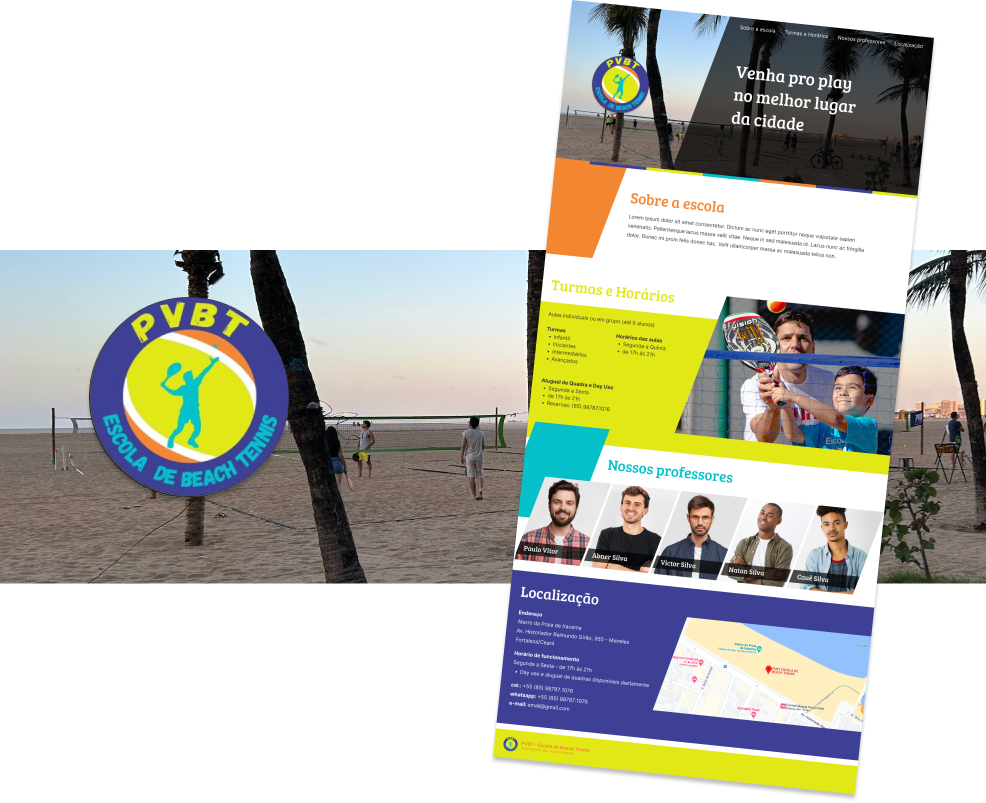 PVBT
ESCOLA DE BEACH TENNIS
Sobre a escola
Turmas e Horários
Nossos professores
Localização
PVBT
ESCOLA DE BEACH TENNIS
Venha pro play
no melhor lugar
da cidade
Sobre a escola
Lorem ipsum dolor sit amet consectetur. Dictum ac nunc eget porttitor neque vulputate sapien
venenatis. Pellentesque lacus massa velit vitae. Neque in sed malesuada id. Lacus nunc ac fringilla
dolor. Donec mi proin felis donec hac. Velit ullamcorper massa ac malesuada tellus non.
Turmas e Horários
Aulas individuais ou em grupo (até 6 alunos)
Turmas
• Infantil
• Iniciantes
• Intermediários
• Avançados
Horários das aulas
• Segunda a Quinta
• de 17h às 21h
Aluguel de Quadra e Day Use
• Segunda a Sexta
• de 17h às 21h
• Reservas: (85) 98787.1076
Vision
Nossos professores
Paulo Vitor
Abner Silva
Victor Silva
Natan Silva
Cauê Silva
Localização
Endereço
Aterro da Praia de Iracema
Av. Historiador Raimundo Girão, 955 - Meireles
Fortaleza/Ceará
Horário de funcionamento
Segunda a Sexta - de 17h às 21h
• Day use e aluguel de quadras disponíveis diariamente
cel.: +55 (85) 98787.1076
whatsapp: +55 (85) 98787.1076
e-mail: email@gmail.com
PVBT - Escola de Beach Tennis